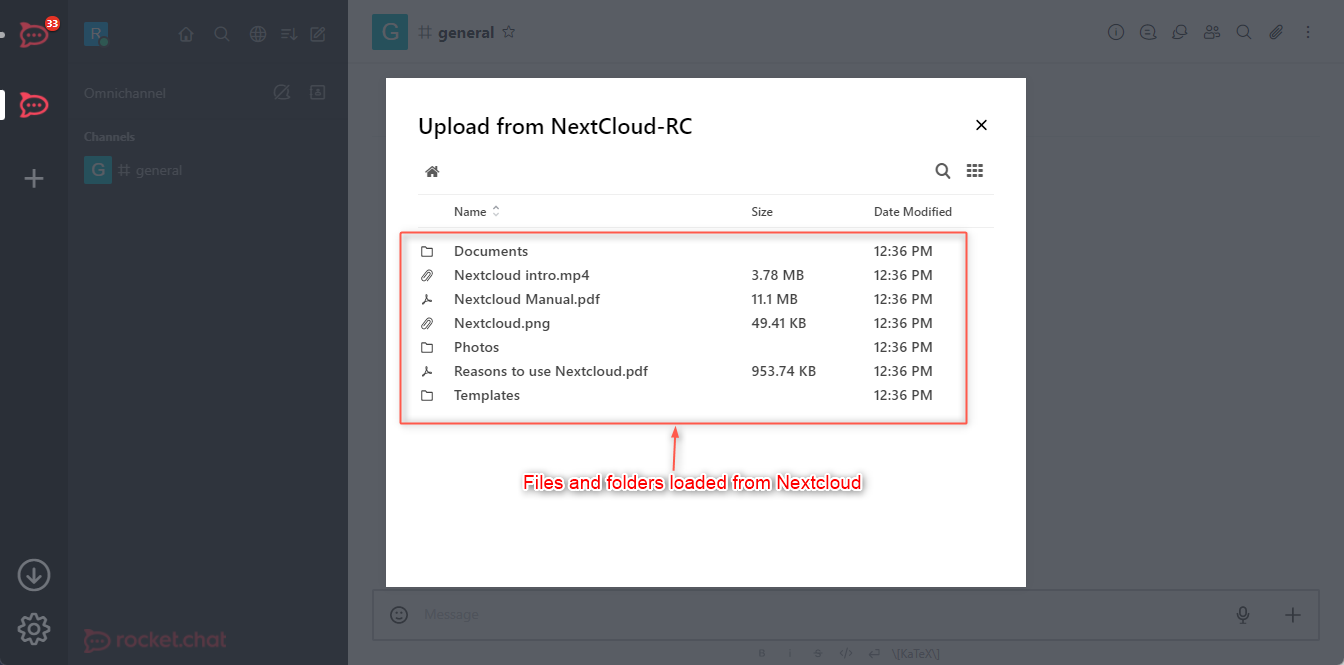 33
R
G # general
Omnichannel
Channels
G # general
Upload from NextCloud-RC
Name Size Date Modified
Documents 12:36 PM
Nextcloud intro.mp4 3.78 MB 12:36 PM
Nextcloud Manual.pdf 11.1 MB 12:36 PM
Nextcloud.png 49.41 KB 12:36 PM
Photos 12:36 PM
Reasons to use Nextcloud.pdf 953.74 KB 12:36 PM
Templates 12:36 PM
Files and folders loaded from Nextcloud
Message
rocket.chat
B i S </> \[KaTeX\]